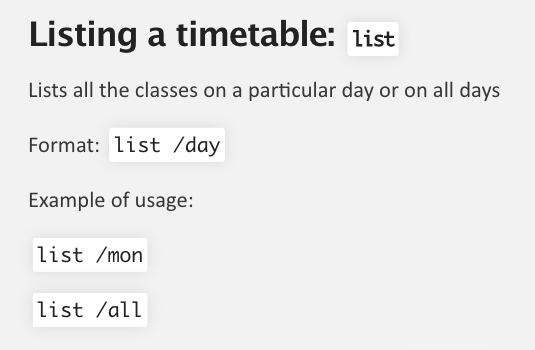 Listing a timetable: list
Lists all the classes on a particular day or on all days
Format: list /day
Example of usage:
list /mon
list /all